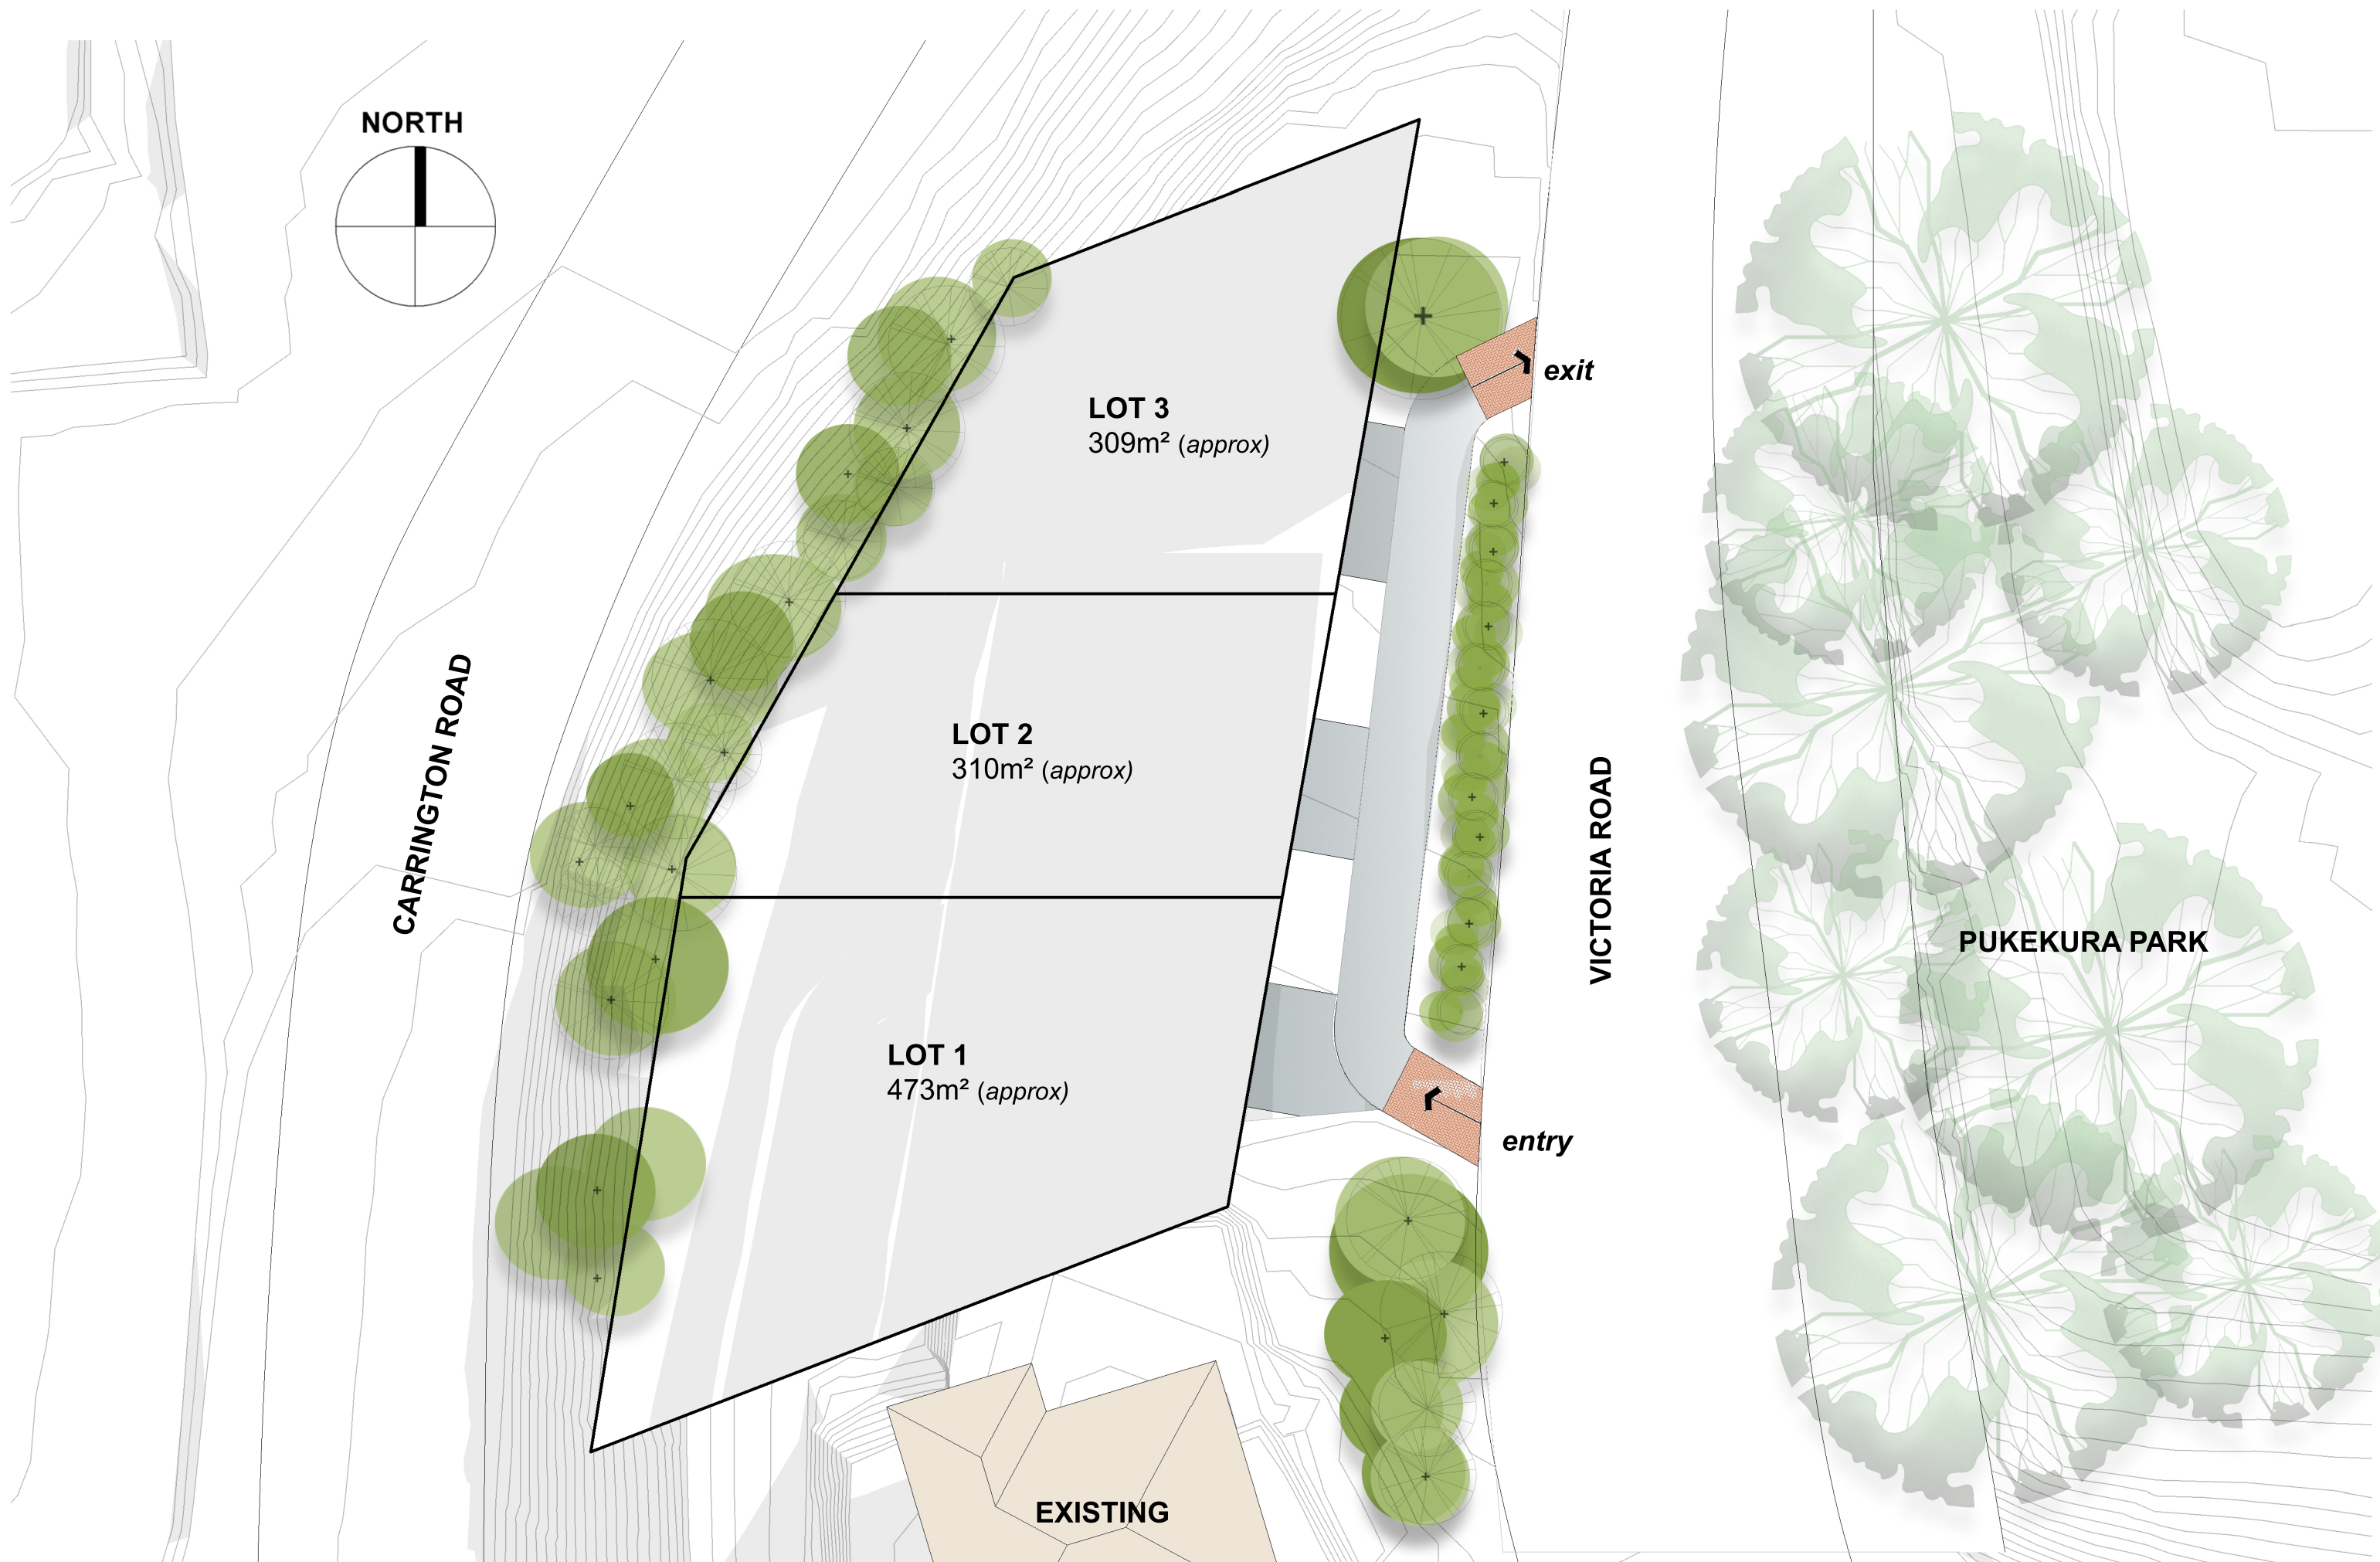 NORTH
exit
LOT 3
309m² (approx)
CARRINGTON ROAD
LOT 2
310m² (approx)
VICTORIA ROAD
PUKEKURA PARK
LOT 1
473m² (approx)
entry
EXISTING